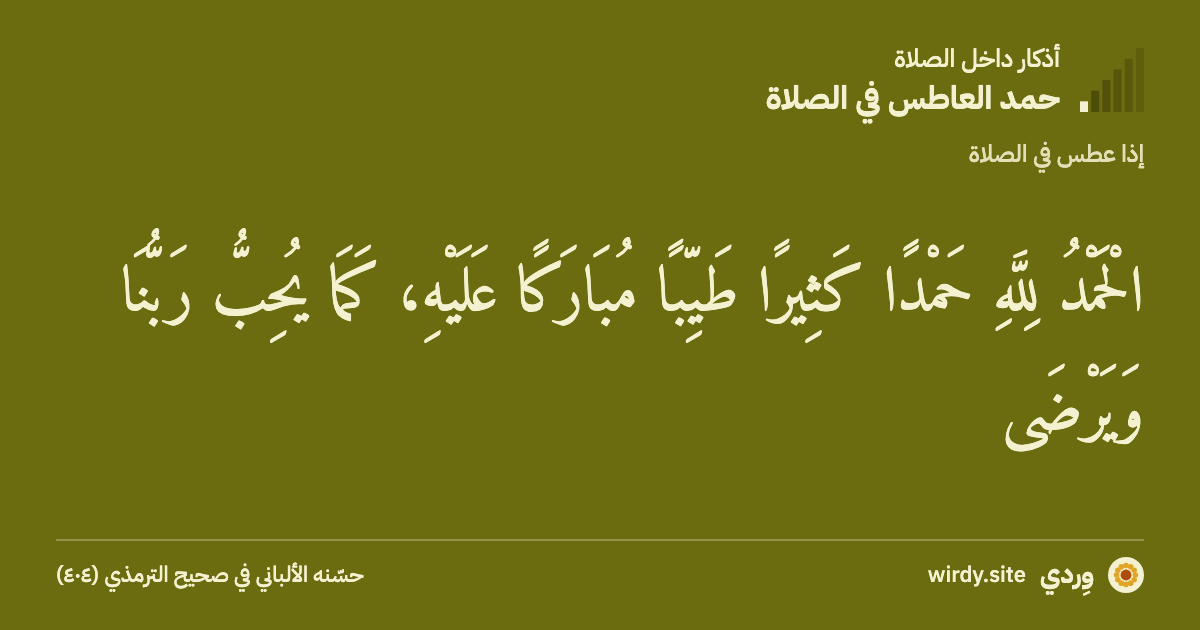 أذكار داخل الصلاة
حمد العاطس في الصلاة
إذا عطس في الصلاة
الْحَمْدُ لِلَّهِ حَمْدًا كَثِيرًا طَيِّبًا مُبَارَكًا عَلَيْهِ، كَمَا يُحِبُّ رَبُّنَا
وَيَرْضَى
وِردي wirdy.site
حسّنه الألباني في صحيح الترمذي (٤٠٤)